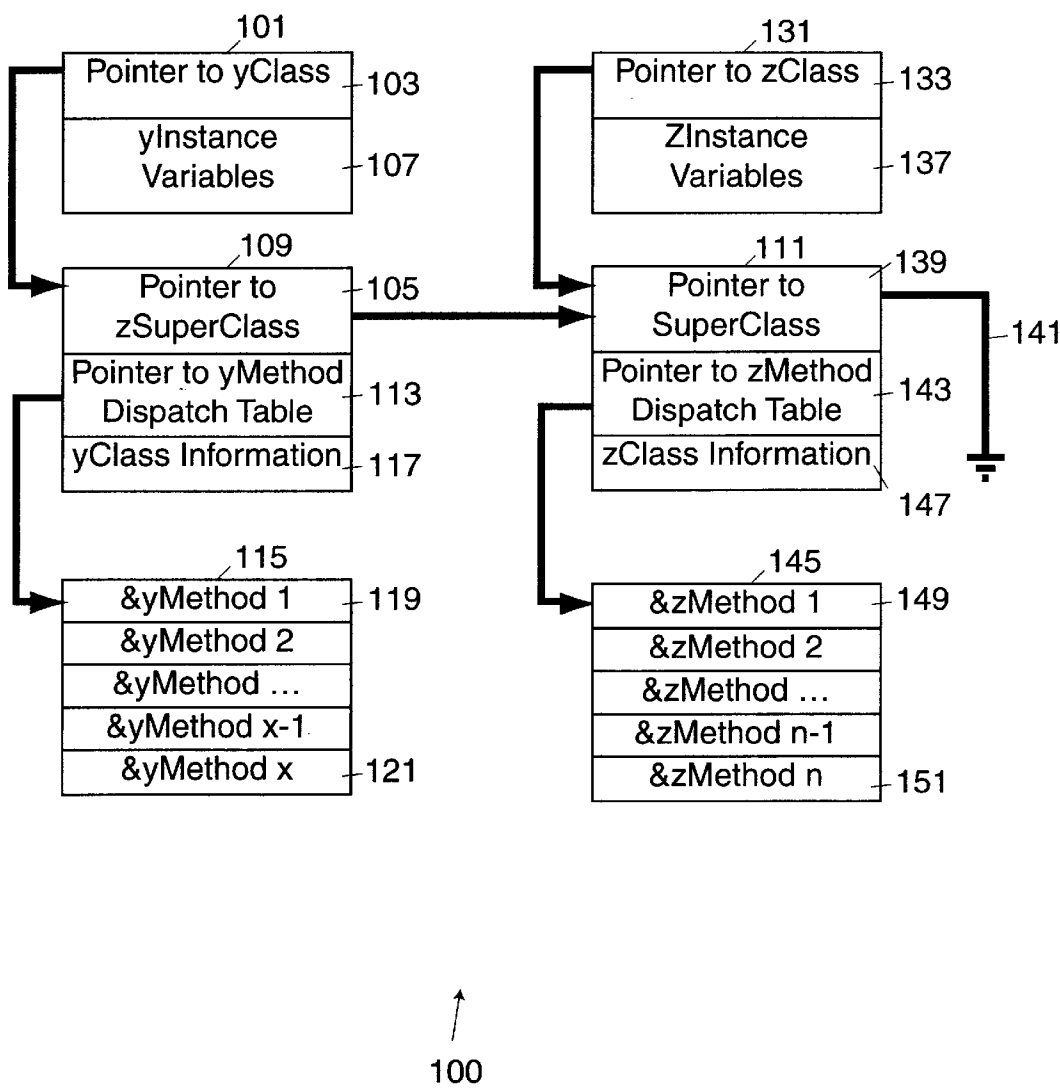 101
Pointer to yClass
103
yInstance
Variables
107
131
Pointer to zClass
133
ZInstance
Variables
137
109
Pointer to
zSuperClass
105
Pointer to yMethod
Dispatch Table
113
yClass Information
117
111
139
Pointer to
SuperClass
141
Pointer to zMethod
Dispatch Table
143
zClass Information
147
115
&yMethod 1
119
&yMethod 2
&yMethod ...
&yMethod x-1
&yMethod x
121
145
&zMethod 1
149
&zMethod 2
&zMethod ...
&zMethod n-1
&zMethod n
151
100